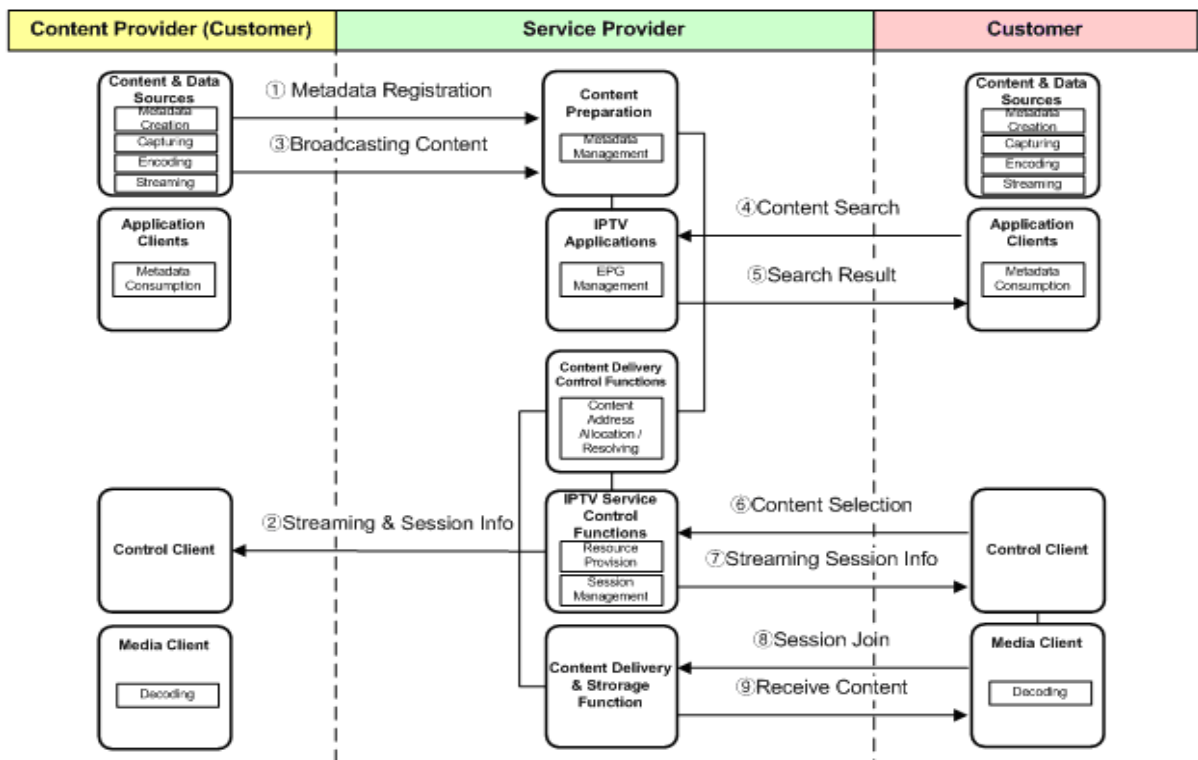 Content Provider (Customer)
Service Provider
Customer
Content & Data
Sources
Metadata
Creation
Capturing
Encoding
Streaming
① Metadata Registration
③Broadcasting Content
Content
Preparation
Metadata
Management
Content & Data
Sources
Metadata
Creation
Capturing
Encoding
Streaming
Application
Clients
Metadata
Consumption
IPTV
Applications
EPG
Management
④Content Search
⑤Search Result
Application
Clients
Metadata
Consumption
Content Delivery
Control Functions
Content
Address
Allocation /
Resolving
Control Client
②Streaming & Session Info
IPTV Service
Control
Functions
Resource
Provision
Session
Management
⑥Content Selection
⑦Streaming Session Info
Control Client
Media Client
Decoding
Content Delivery
& Strorage
Function
⑧Session Join
⑨Receive Content
Media Client
Decoding